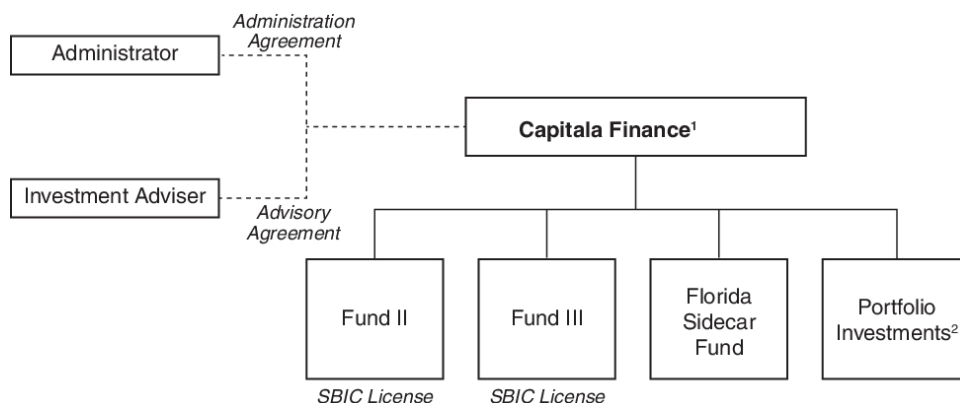 Administration
Agreement
Administrator
Capitala Finance¹
Investment Adviser
Advisory
Agreement
Fund II
Fund III
Florida
Sidecar
Fund
Portfolio
Investments²
SBIC License
SBIC License